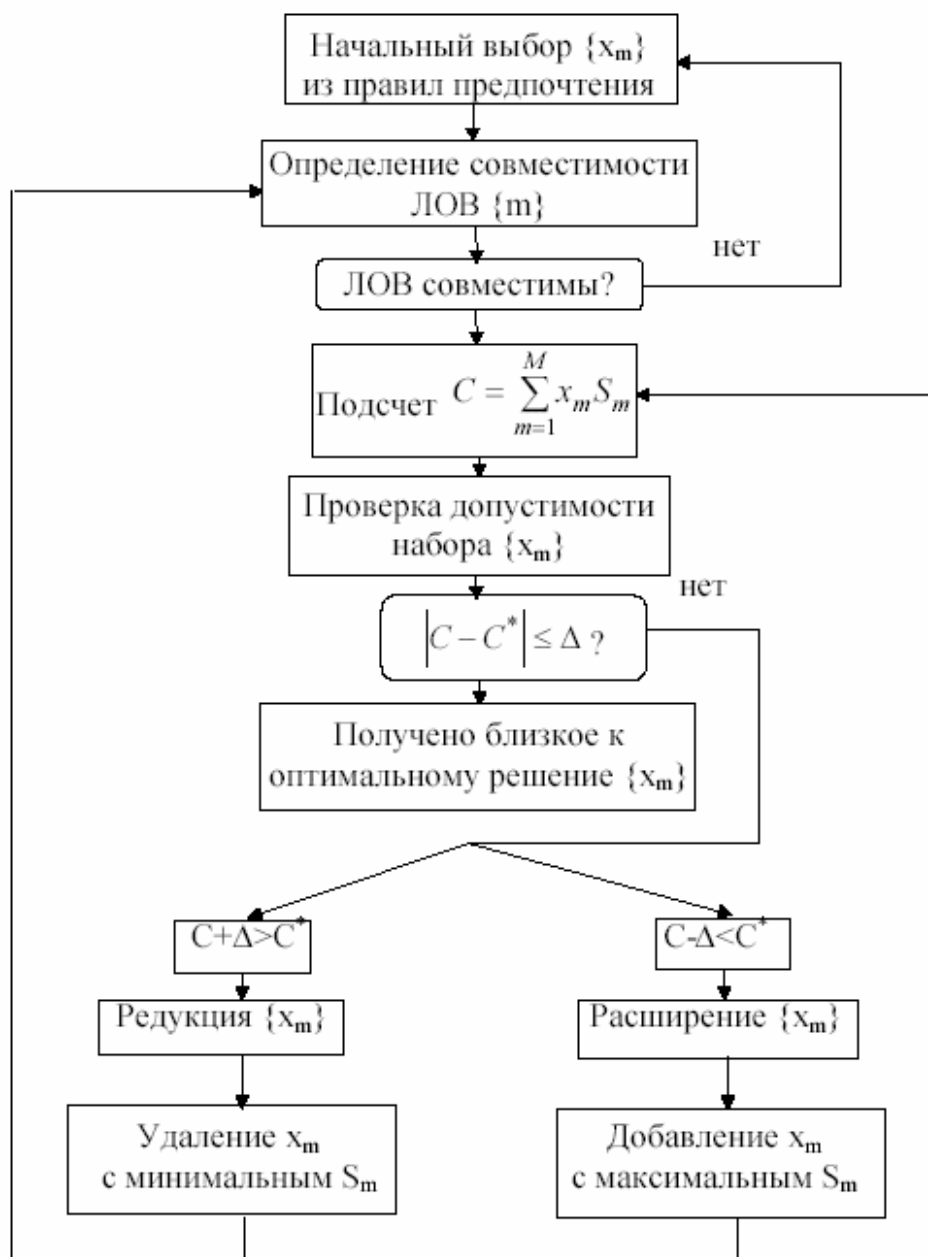 Начальный выбор {xₘ}
из правил предпочтения
Определение совместимости
ЛОВ {m}
нет
ЛОВ совместимы?
Подсчет C = \sum_{m=1}^{M} x_m S_m
Проверка допустимости
набора {xₘ}
нет
|C – C*| ≤ Δ ?
Получено близкое к
оптимальному решение {xₘ}
C+Δ>C*
C-Δ<C*
Редукция {xₘ}
Расширение {xₘ}
Удаление xₘ
с минимальным Sₘ
Добавление xₘ
с максимальным Sₘ